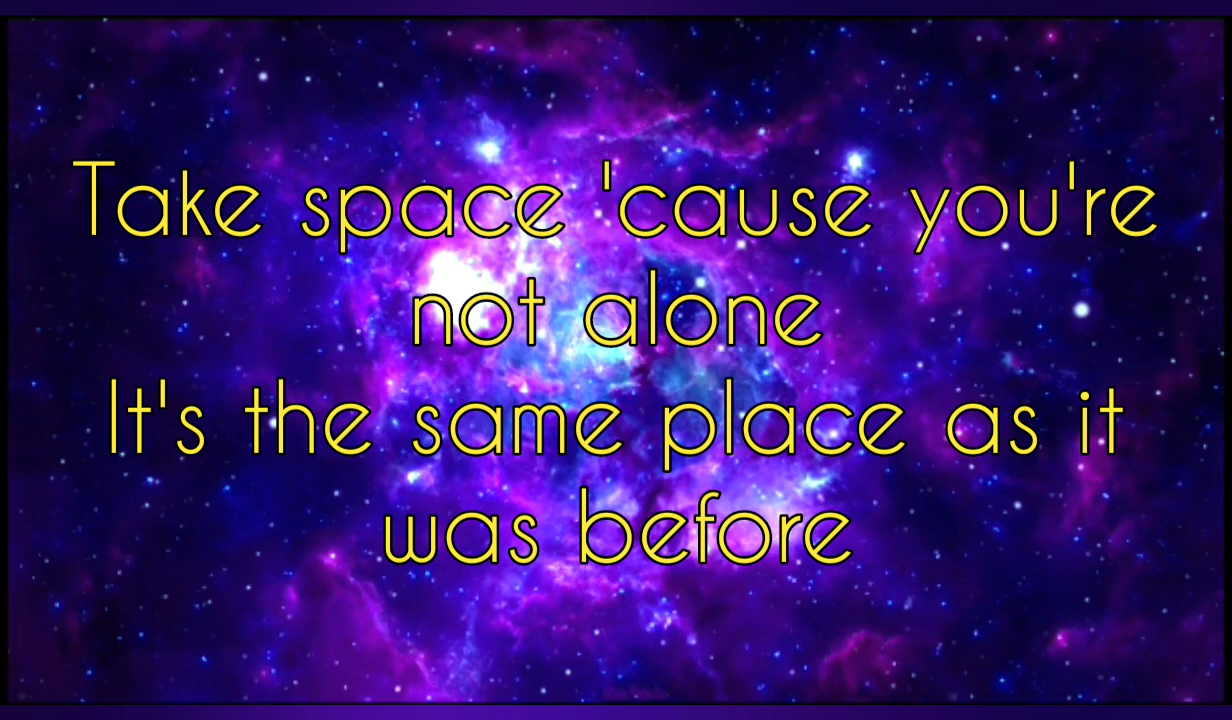 Take space 'cause you're
not alone
It's the same place as it
was before